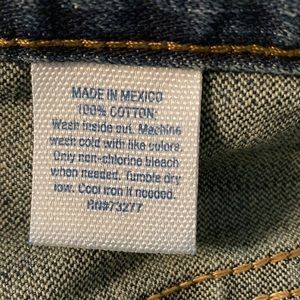 MADE IN MEXICO
100% COTTON:
Wash inside out. Machine
wash cold with like colors.
Only non-chlorine bleach
when needed. Tumble dry
low. Cool iron if needed.
RN#73277